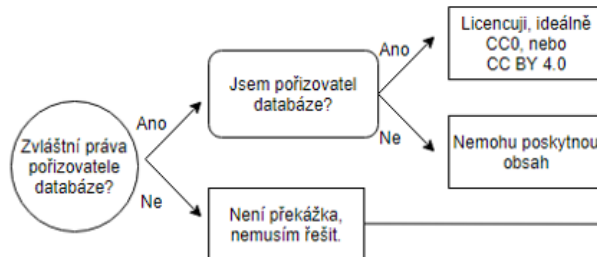 Zvláštní práva
pořizovatele
databáze?
Ano
Ne
Jsem pořizovatel
databáze?
Ano
Ne
Licencuji, ideálně
CC0, nebo
CC BY 4.0
Nemohu poskytnou
obsah
Není překážka,
nemusím řešit.